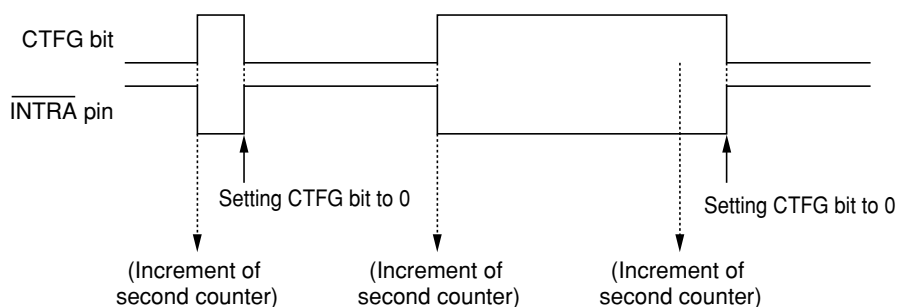 CTFG bit
INTRA pin
Setting CTFG bit to 0
Setting CTFG bit to 0
(Increment of
second counter)
(Increment of
second counter)
(Increment of
second counter)